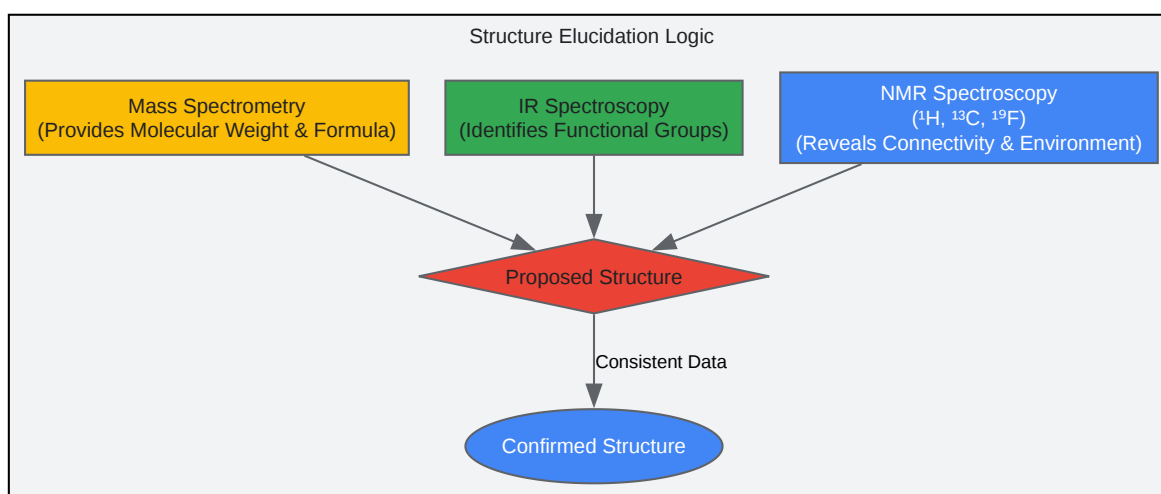 Structure Elucidation Logic
Mass Spectrometry
(Provides Molecular Weight & Formula)
IR Spectroscopy
(Identifies Functional Groups)
NMR Spectroscopy
(¹H, ¹³C, ¹⁹F)
(Reveals Connectivity & Environment)
Proposed Structure
Consistent Data
Confirmed Structure